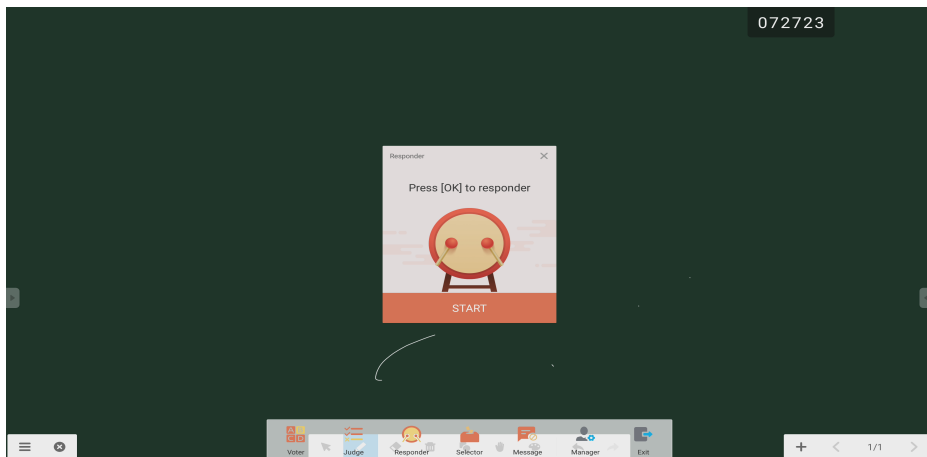 072723
Responder
Press [OK] to responder
START
A B
C D
Voter Judge Responder Selector Message Manager Exit
1/1